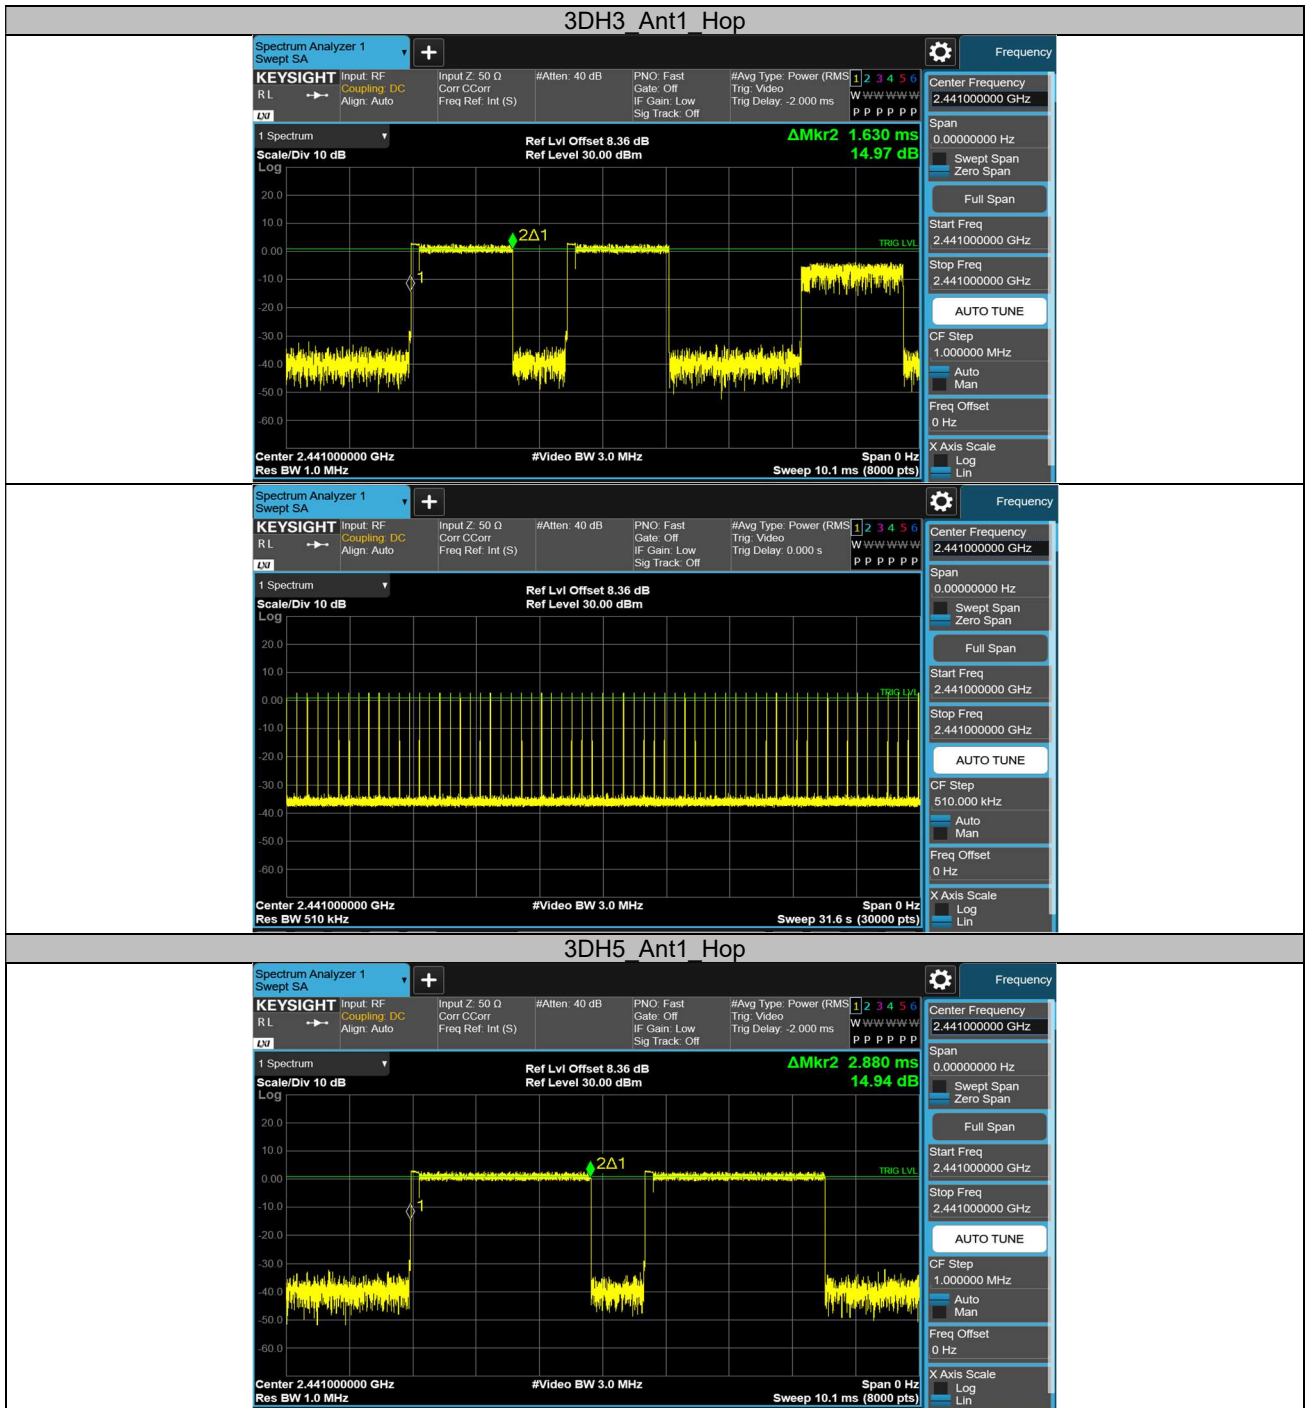 3DH3_Ant1_Hop
Spectrum Analyzer 1
Swept SA
+
Frequency
KEYSIGHT
RL
LXI
Input: RF
Coupling: DC
Align: Auto
Input Z: 50 Ω
Corr CCorr
Freq Ref: Int (S)
#Atten: 40 dB
PNO: Fast
Gate: Off
IF Gain: Low
Sig Track: Off
#Avg Type: Power (RMS
Trig: Video
Trig Delay: -2.000 ms
1 2 3 4 5 6
W W W W W W
P P P P P P
1 Spectrum
Scale/Div 10 dB
Log
Ref Lvl Offset 8.36 dB
Ref Level 30.00 dBm
ΔMkr2 1.630 ms
14.97 dB
20.0
10.0
0.00
-10.0
-20.0
-30.0
-40.0
-50.0
-60.0
2Δ1
1
TRIG LVL
Center 2.441000000 GHz
Res BW 1.0 MHz
#Video BW 3.0 MHz
Span 0 Hz
Sweep 10.1 ms (8000 pts)
Center Frequency
2.441000000 GHz
Span
0.00000000 Hz
Swept Span
Zero Span
Full Span
Start Freq
2.441000000 GHz
Stop Freq
2.441000000 GHz
AUTO TUNE
CF Step
1.000000 MHz
Auto
Man
Freq Offset
0 Hz
X Axis Scale
Log
Lin
Spectrum Analyzer 1
Swept SA
+
Frequency
KEYSIGHT
RL
LXI
Input: RF
Coupling: DC
Align: Auto
Input Z: 50 Ω
Corr CCorr
Freq Ref: Int (S)
#Atten: 40 dB
PNO: Fast
Gate: Off
IF Gain: Low
Sig Track: Off
#Avg Type: Power (RMS
Trig: Video
Trig Delay: 0.000 s
1 2 3 4 5 6
W W W W W W
P P P P P P
1 Spectrum
Scale/Div 10 dB
Log
Ref Lvl Offset 8.36 dB
Ref Level 30.00 dBm
20.0
10.0
0.00
-10.0
-20.0
-30.0
-40.0
-50.0
-60.0
TRIG LVL
Center 2.441000000 GHz
Res BW 510 kHz
#Video BW 3.0 MHz
Span 0 Hz
Sweep 31.6 s (30000 pts)
Center Frequency
2.441000000 GHz
Span
0.00000000 Hz
Swept Span
Zero Span
Full Span
Start Freq
2.441000000 GHz
Stop Freq
2.441000000 GHz
AUTO TUNE
CF Step
510.000 kHz
Auto
Man
Freq Offset
0 Hz
X Axis Scale
Log
Lin
3DH5_Ant1_Hop
Spectrum Analyzer 1
Swept SA
+
Frequency
KEYSIGHT
RL
LXI
Input: RF
Coupling: DC
Align: Auto
Input Z: 50 Ω
Corr CCorr
Freq Ref: Int (S)
#Atten: 40 dB
PNO: Fast
Gate: Off
IF Gain: Low
Sig Track: Off
#Avg Type: Power (RMS
Trig: Video
Trig Delay: -2.000 ms
1 2 3 4 5 6
W W W W W W
P P P P P P
1 Spectrum
Scale/Div 10 dB
Log
Ref Lvl Offset 8.36 dB
Ref Level 30.00 dBm
ΔMkr2 2.880 ms
14.94 dB
20.0
10.0
0.00
-10.0
-20.0
-30.0
-40.0
-50.0
-60.0
2Δ1
1
TRIG LVL
Center 2.441000000 GHz
Res BW 1.0 MHz
#Video BW 3.0 MHz
Span 0 Hz
Sweep 10.1 ms (8000 pts)
Center Frequency
2.441000000 GHz
Span
0.00000000 Hz
Swept Span
Zero Span
Full Span
Start Freq
2.441000000 GHz
Stop Freq
2.441000000 GHz
AUTO TUNE
CF Step
1.000000 MHz
Auto
Man
Freq Offset
0 Hz
X Axis Scale
Log
Lin